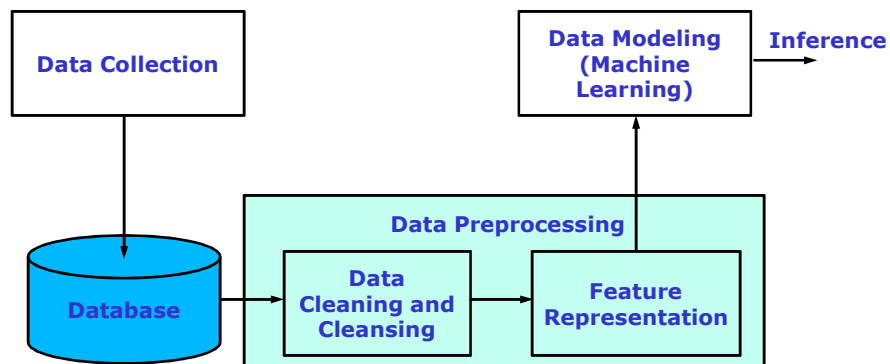 Data Collection
Data Modeling
(Machine
Learning)
Inference
Data Preprocessing
Database
Data
Cleaning and
Cleansing
Feature
Representation